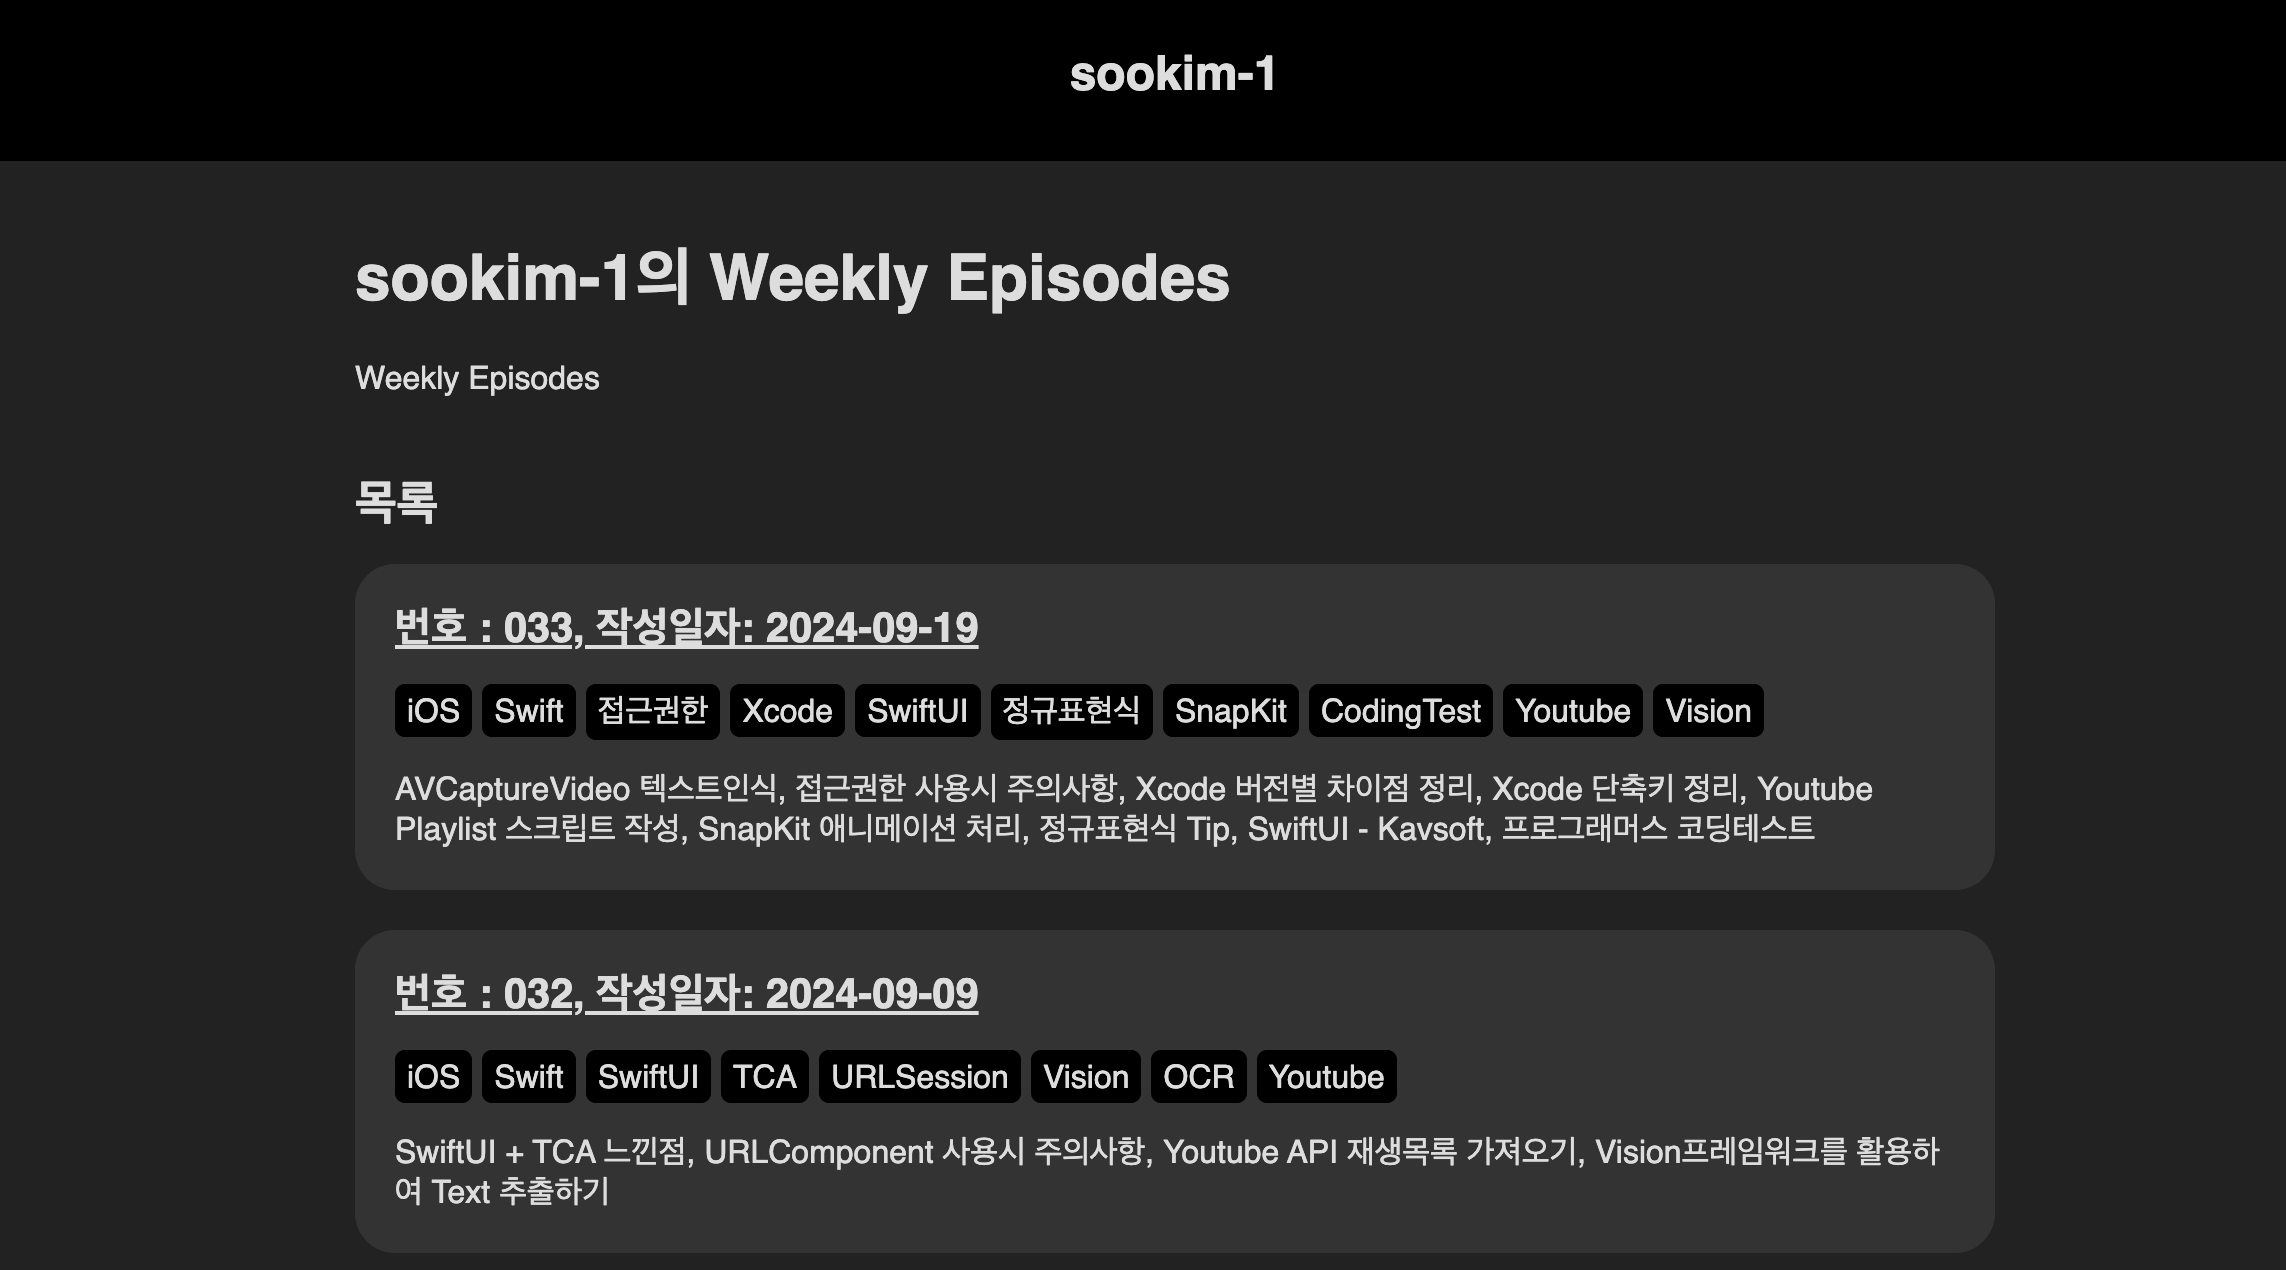 sookim-1
sookim-1의 Weekly Episodes
Weekly Episodes
목록
번호 : 033, 작성일자: 2024-09-19
iOS Swift 접근권한 Xcode SwiftUI 정규표현식 SnapKit CodingTest Youtube Vision
AVCaptureVideo 텍스트인식, 접근권한 사용시 주의사항, Xcode 버전별 차이점 정리, Xcode 단축키 정리, Youtube
Playlist 스크립트 작성, SnapKit 애니메이션 처리, 정규표현식 Tip, SwiftUI - Kavsoft, 프로그래머스 코딩테스트
번호 : 032, 작성일자: 2024-09-09
iOS Swift SwiftUI TCA URLSession Vision OCR Youtube
SwiftUI + TCA 느낀점, URLComponent 사용시 주의사항, Youtube API 재생목록 가져오기, Vision프레임워크를 활용하
여 Text 추출하기